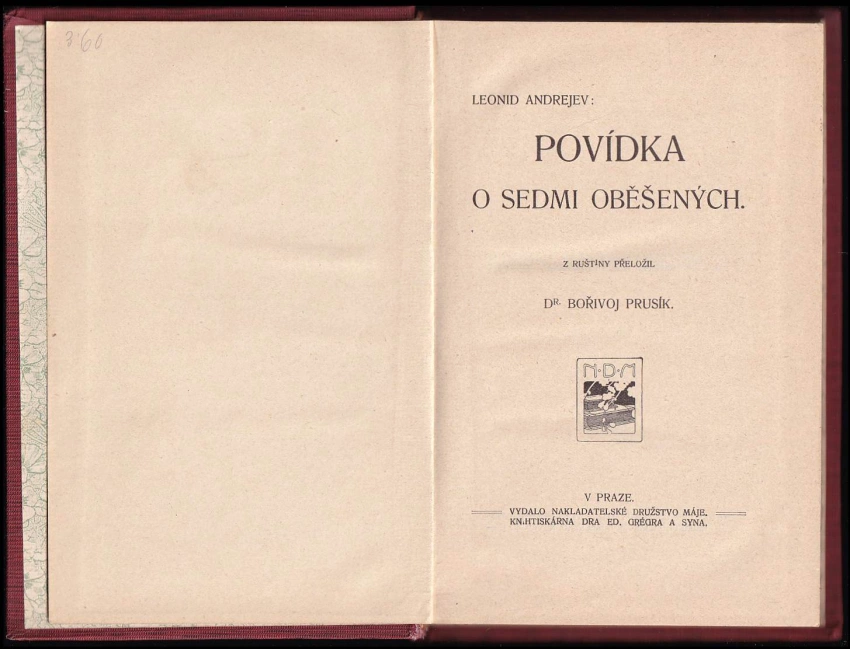 360
LEONID ANDREJEV:
POVÍDKA
O SEDMI OBĚŠENÝCH.
Z RUŠTINY PŘELOŽIL
DR. BOŘIVOJ PRUSÍK.
N·D·M
V PRAZE.
VYDALO NAKLADATELSKÉ DRUŽSTVO MÁJE.
KNIHTISKÁRNA DRA ED. GRÉGRA A SYNA.